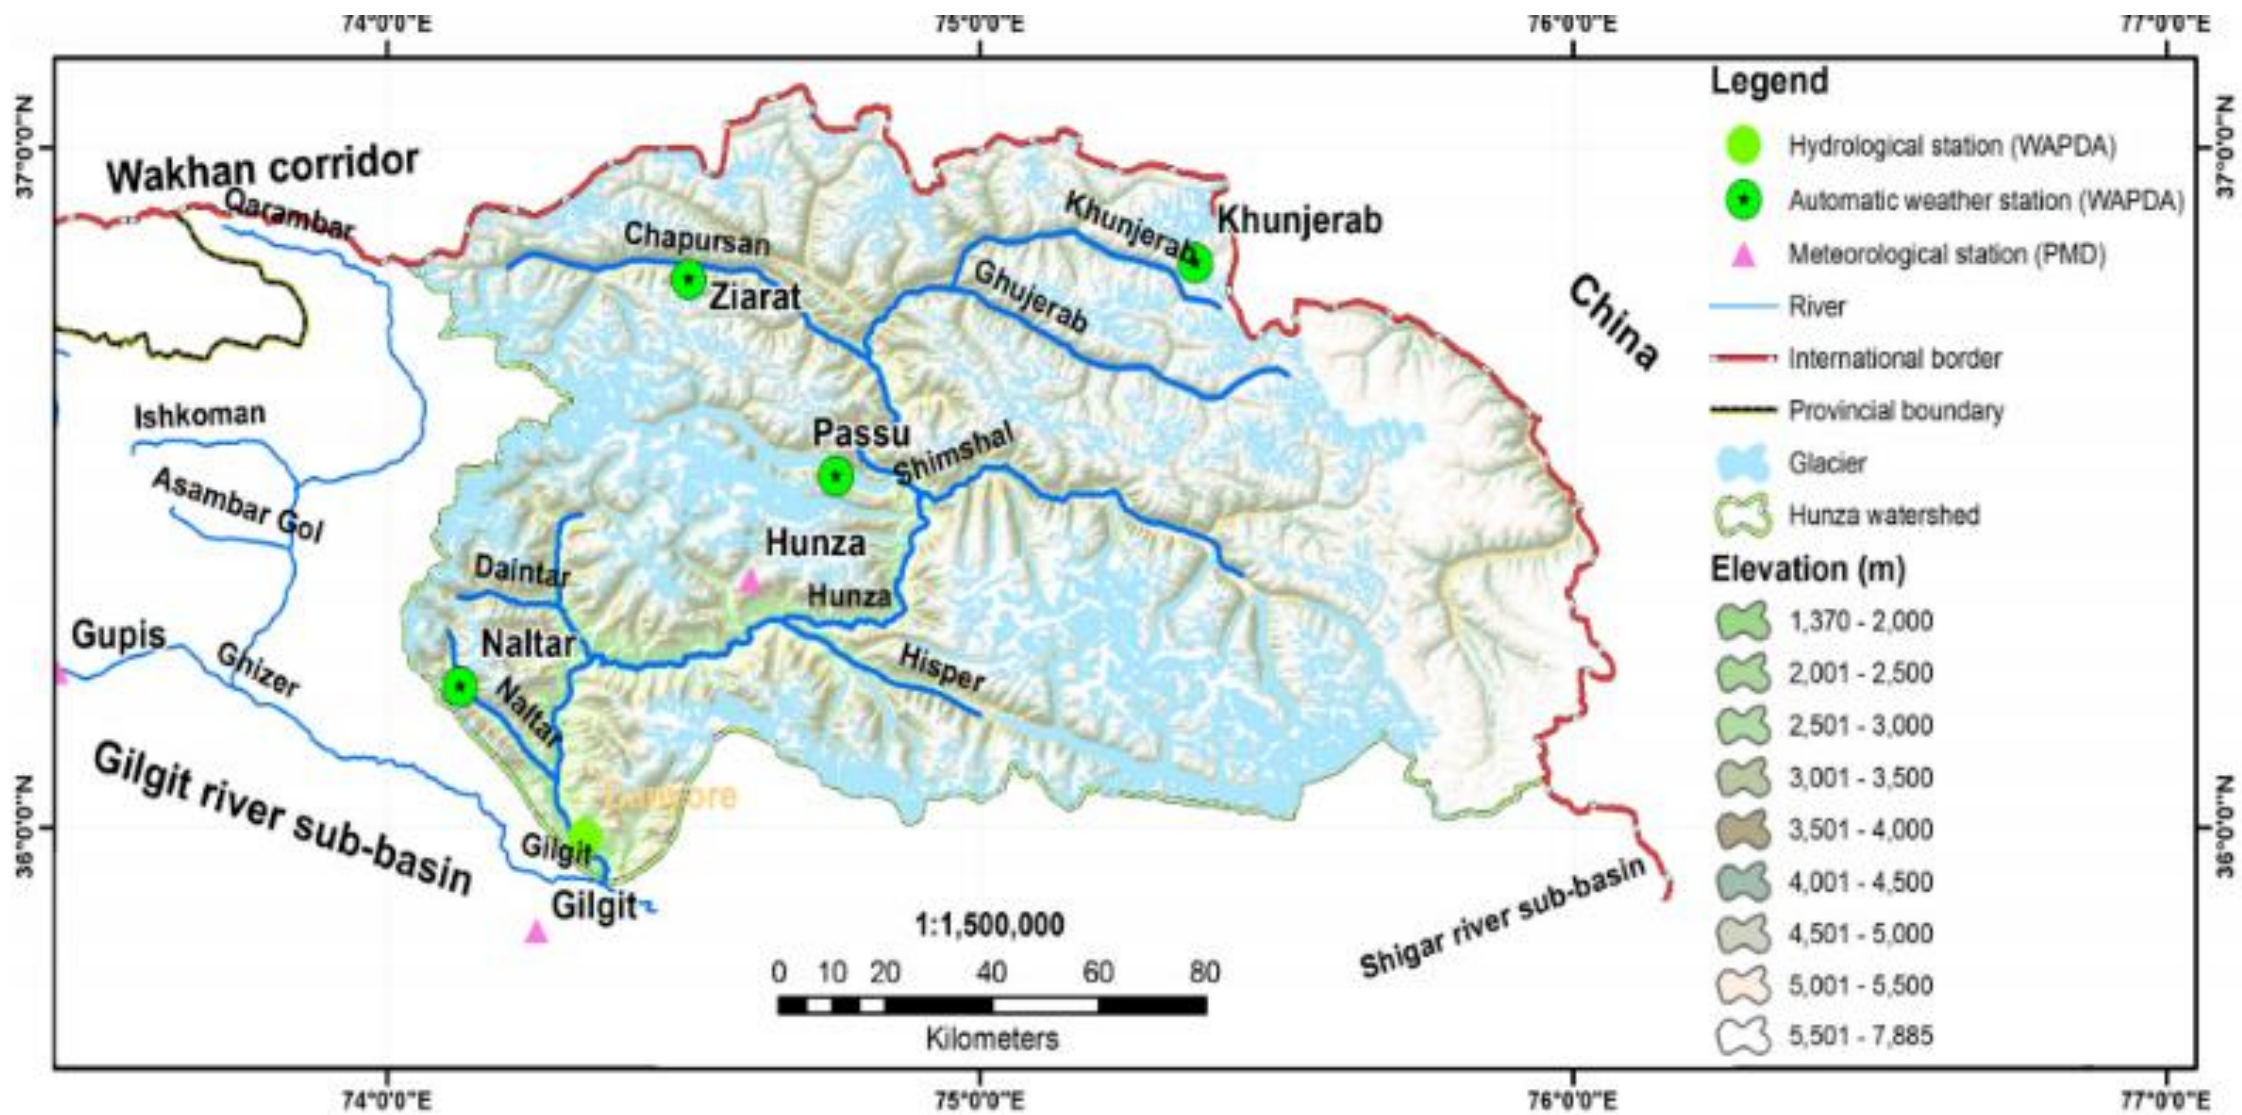 74°0'0"E
75°0'0"E
76°0'0"E
77°0'0"E
37°0'0"N
37°0'0"N
Wakhan corridor
Qarambar
Chapursan
Ziarat
Khunjerab
Khunjerab
Ghujerab
China
Ishkoman
Asambar Gol
Passu
Shimshal
Hunza
Hunza
Daintar
Naltar
Naltar
Hisper
Gupis
Ghizer
Gilgit river sub-basin
Gilgit
Gilgit
Shigar river sub-basin
36°0'0"N
36°0'0"N
1:1,500,000
0 10 20 40 60 80
Kilometers
Legend
Hydrological station (WAPDA)
Automatic weather station (WAPDA)
Meteorological station (PMD)
River
International border
Provincial boundary
Glacier
Hunza watershed
Elevation (m)
1,370 - 2,000
2,001 - 2,500
2,501 - 3,000
3,001 - 3,500
3,501 - 4,000
4,001 - 4,500
4,501 - 5,000
5,001 - 5,500
5,501 - 7,885
74°0'0"E
75°0'0"E
76°0'0"E
77°0'0"E